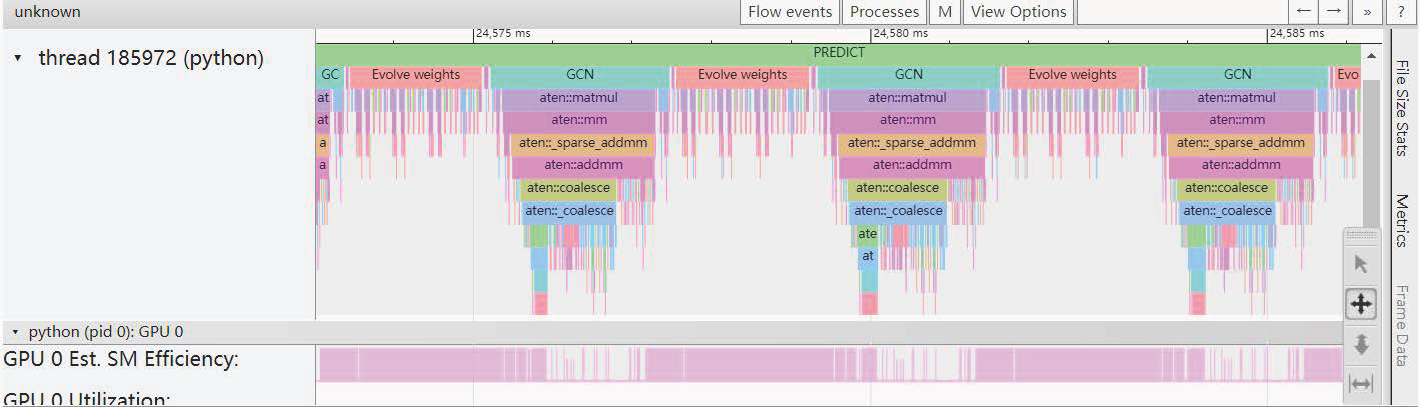 unknown Flow events Processes M View Options ← → » ?
24,575 ms 24,580 ms 24,585 ms
thread 185972 (python) PREDICT
GC Evolve weights GCN Evolve weights GCN Evolve weights GCN Evo
at aten::matmul aten::matmul aten::matmul
at aten::mm aten::mm aten::mm
a aten::_sparse_addmm aten::_sparse_addmm aten::_sparse_addmm
a aten::addmm aten::addmm aten::addmm
aten::coalesce aten::coalesce aten::coalesce
aten::_coalesce aten::_coalesce aten::_coalesce
ate
at
python (pid 0): GPU 0
GPU 0 Est. SM Efficiency:
GPU 0 Utilization:
File Size Stats
Metrics
Frame Data